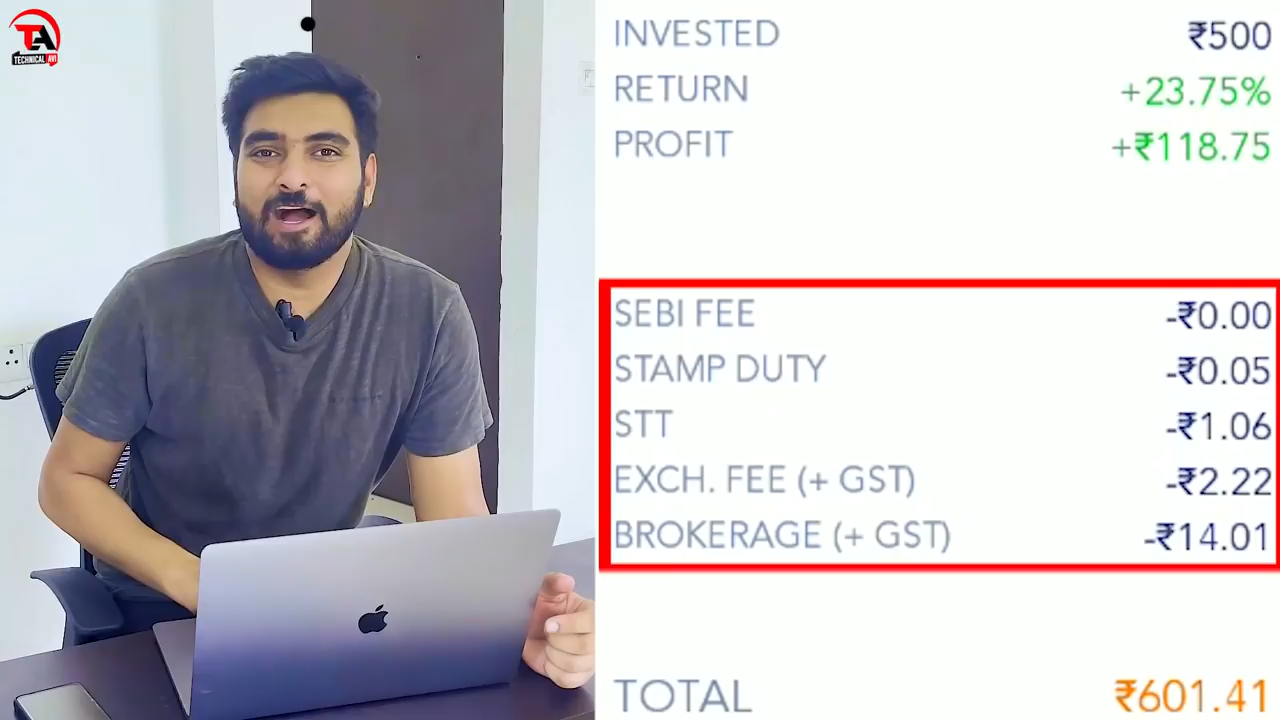 TA
TECHNICAL AVI
INVESTED ₹500
RETURN +23.75%
PROFIT +₹118.75
SEBI FEE -₹0.00
STAMP DUTY -₹0.05
STT -₹1.06
EXCH. FEE (+ GST) -₹2.22
BROKERAGE (+ GST) -₹14.01
TOTAL ₹601.41